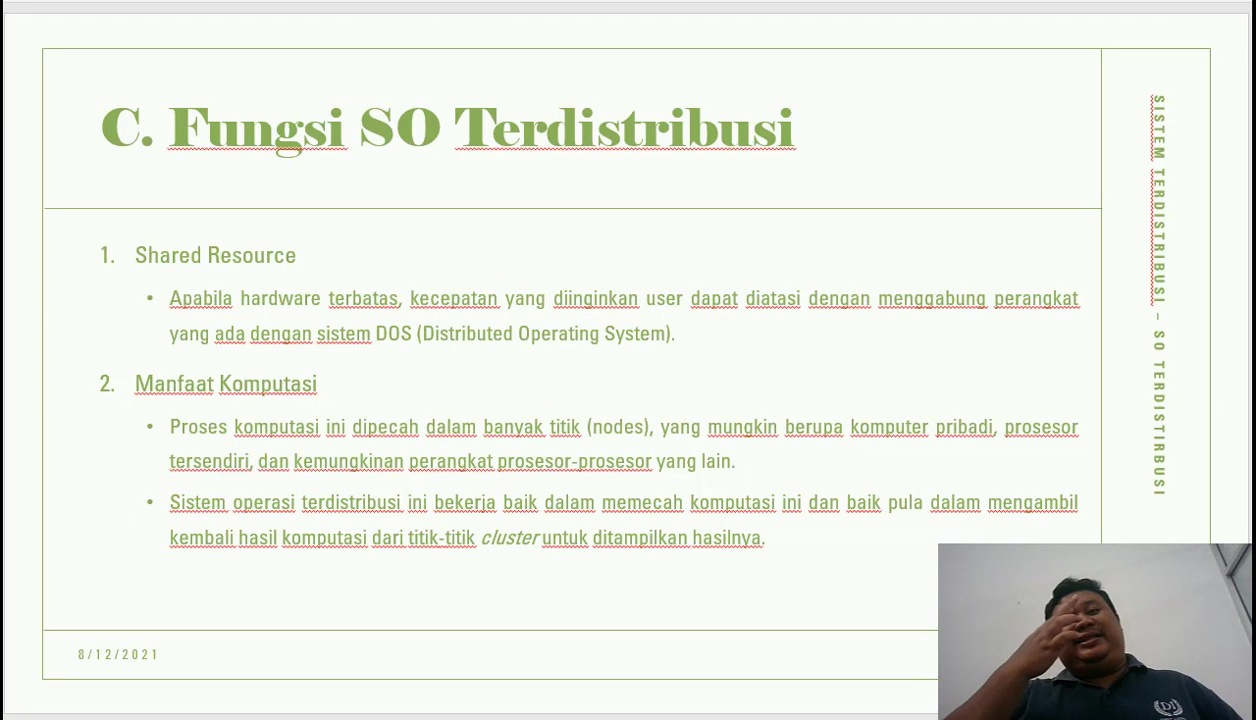 C. Fungsi SO Terdistribusi
1. Shared Resource
• Apabila hardware terbatas, kecepatan yang diinginkan user dapat diatasi dengan menggabung perangkat
yang ada dengan sistem DOS (Distributed Operating System).
2. Manfaat Komputasi
• Proses komputasi ini dipecah dalam banyak titik (nodes), yang mungkin berupa komputer pribadi, prosesor
tersendiri, dan kemungkinan perangkat prosesor-prosesor yang lain.
• Sistem operasi terdistribusi ini bekerja baik dalam memecah komputasi ini dan baik pula dalam mengambil
kembali hasil komputasi dari titik-titik cluster untuk ditampilkan hasilnya.
8/12/2021
SISTEM TERDISTRIBUSI – SO TERDISTIRBUSI